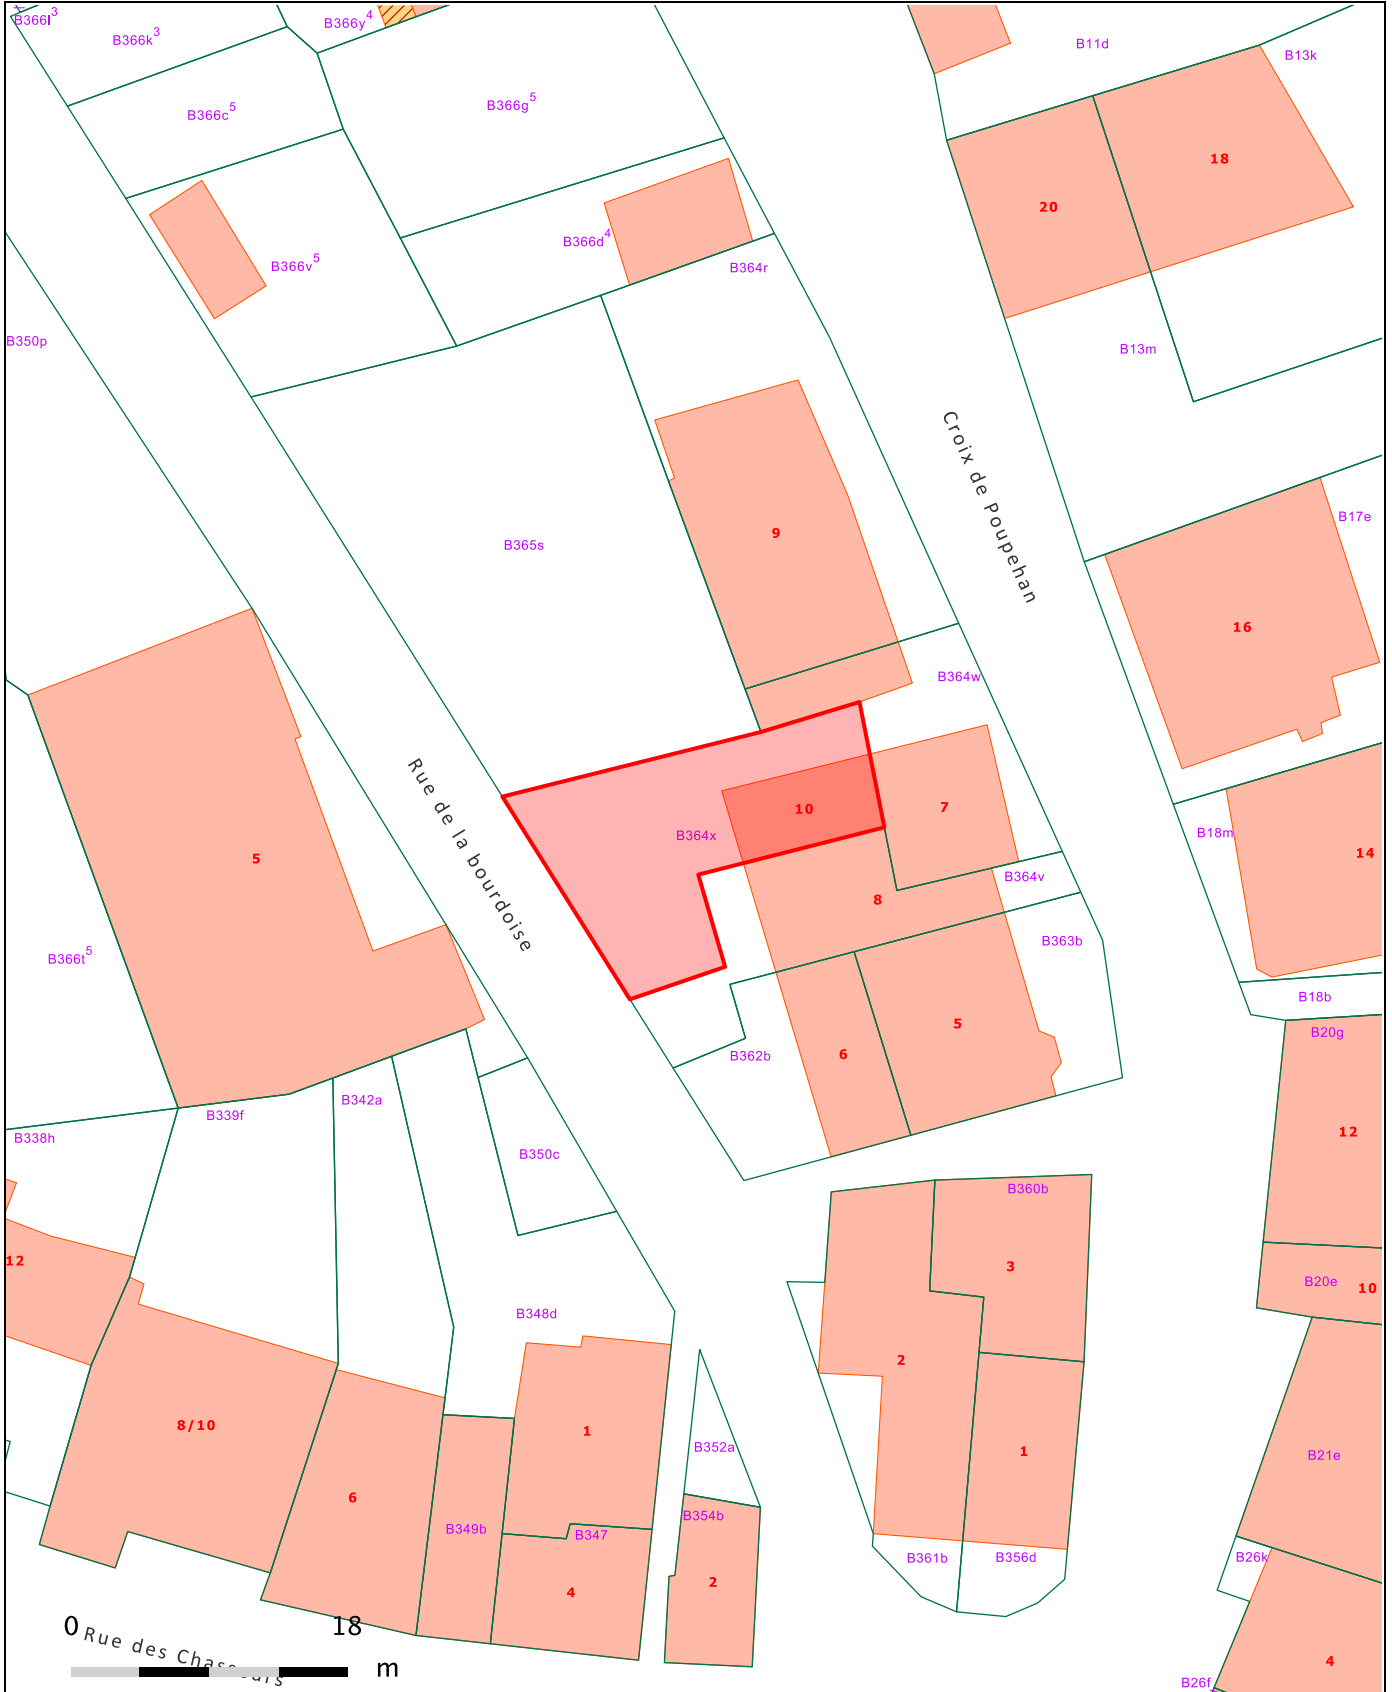 B366l3
B366k3
B366y4
B11d
B13k
B366c5
B366g5
18
20
B366d4
B366v5
B364r
B350p
B13m
Croix de Poupehan
B17e
9
B365s
16
B364w
Rue de la bourdoise
10
7
B364x
B18m
14
5
B364v
8
B363b
B366t5
B18b
5
B20g
6
B362b
B342a
B339f
B338h
12
B350c
B360b
12
3
B20e
10
B348d
2
8/10
1
B352a
1
B21e
6
B354b
B349b
B347
B361b
B356d
B26k
2
4
0
18
Rue des Chasseurs
m
4
B26f